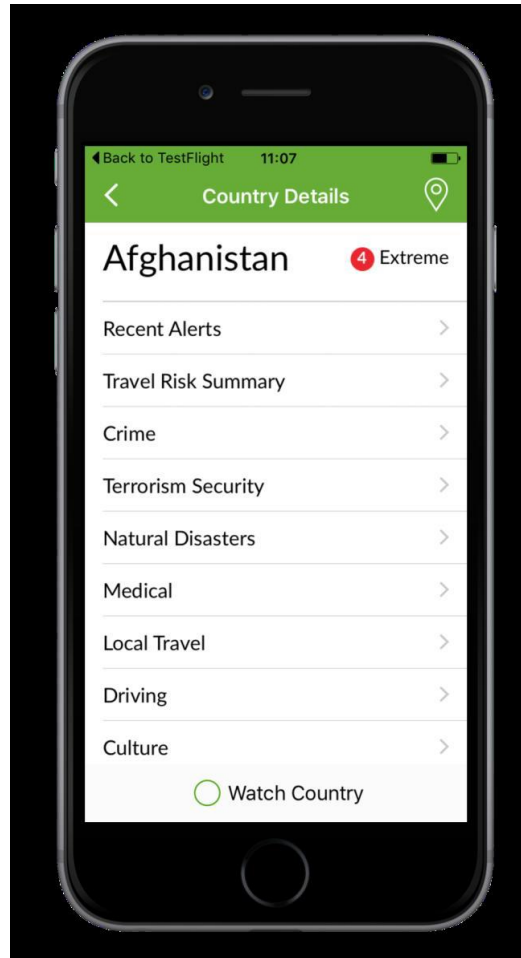 Back to TestFlight 11:07
Country Details
Afghanistan 4 Extreme
Recent Alerts
Travel Risk Summary
Crime
Terrorism Security
Natural Disasters
Medical
Local Travel
Driving
Culture
Watch Country